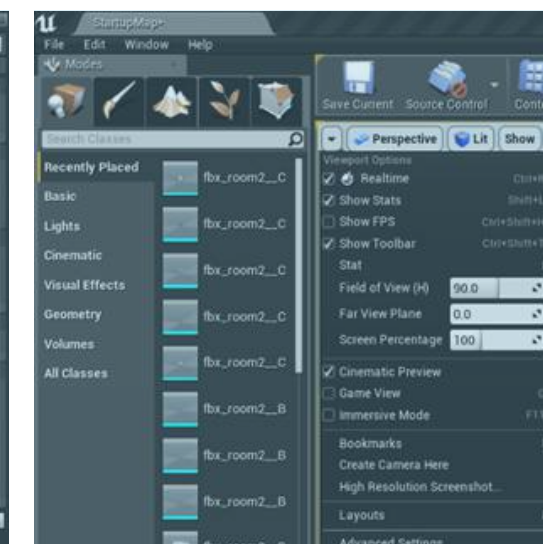 StartupMap*
File Edit Window Help
Modes
Search Classes
Recently Placed
Basic
Lights
Cinematic
Visual Effects
Geometry
Volumes
All Classes
fbx_room2__C
fbx_room2__C
fbx_room2__C
fbx_room2__C
fbx_room2__C
fbx_room2__B
fbx_room2__B
fbx_room2__B
Save Current Source Control
Perspective Lit Show
Viewport Options
Realtime
Show Stats
Show FPS
Show Toolbar
Stat
Field of View (H) 90.0
Far View Plane 0.0
Screen Percentage 100
Cinematic Preview
Game View
Immersive Mode F11
Bookmarks
Create Camera Here
High Resolution Screenshot...
Layouts
Advanced Settings